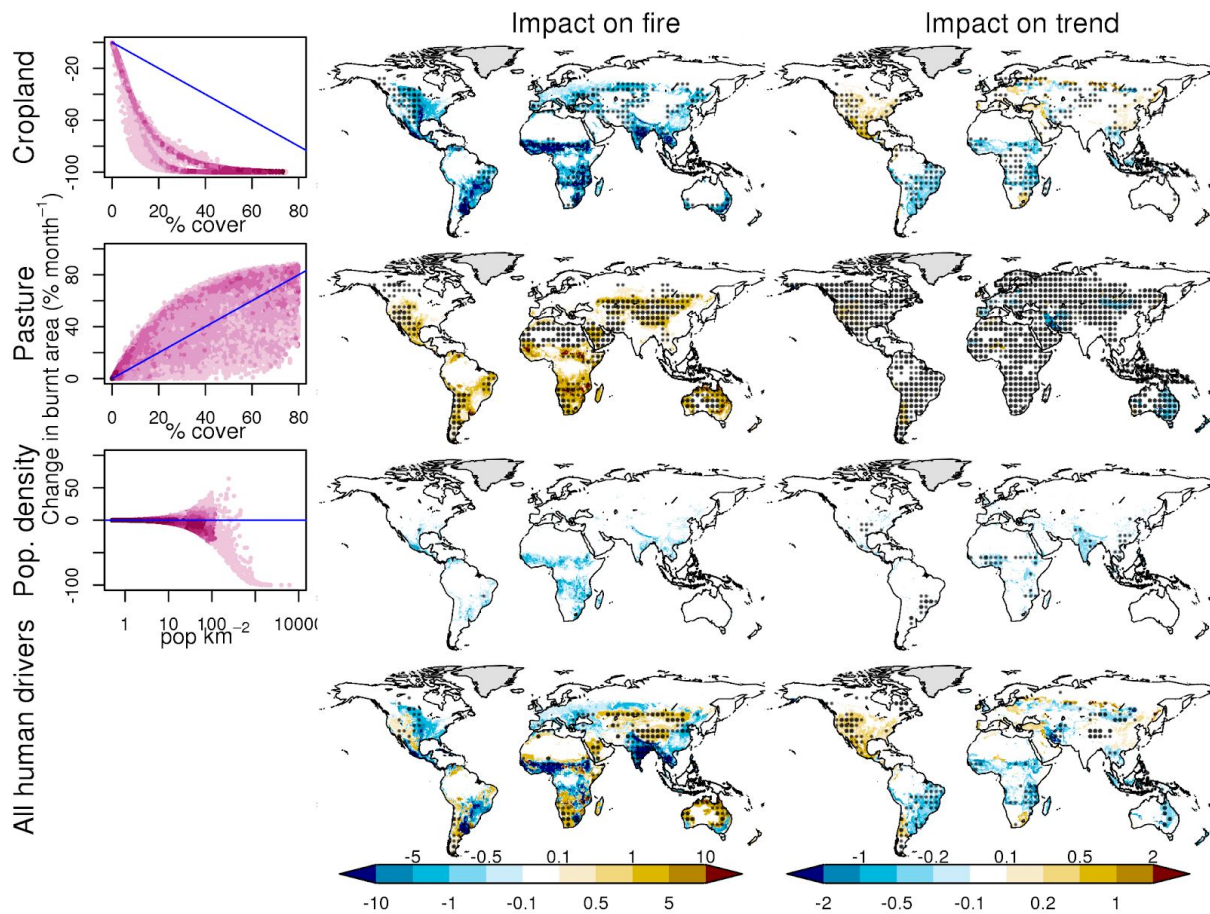 Impact on fire
Impact on trend
Cropland
-20
-60
-100
0 20 40 60 80
% cover
Change in burnt area (% month⁻¹)
Pasture
80
40
0
0 20 40 60 80
% cover
Pop. density
50
0
-100
1 10 100 1000
pop km⁻²
All human drivers
-5 -0.5 0.1 1 10
-10 -1 -0.1 0.5 5
-1 -0.2 0.1 0.5 2
-2 -0.5 -0.1 0.2 1